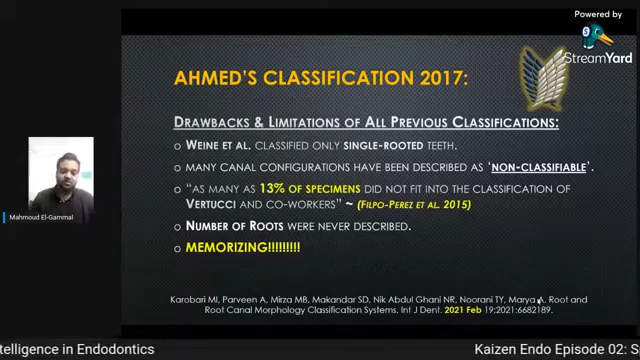 Powered by
StreamYard
AHMED'S CLASSIFICATION 2017:
DRAWBACKS & LIMITATIONS OF ALL PREVIOUS CLASSIFICATIONS:
o WEINE ET AL. CLASSIFIED ONLY SINGLE-ROOTED TEETH.
o MANY CANAL CONFIGURATIONS HAVE BEEN DESCRIBED AS 'NON-CLASSIFIABLE'.
o "AS MANY AS 13% OF SPECIMENS DID NOT FIT INTO THE CLASSIFICATION OF
VERTUCCI AND CO-WORKERS" ~ (FILPO-PEREZ ET AL. 2015)
o NUMBER OF ROOTS WERE NEVER DESCRIBED.
o MEMORIZING!!!!!!!!!
Mahmoud El-Gammal
Karobari MI, Parveen A, Mirza MB, Makandar SD, Nik Abdul Ghani NR, Noorani TY, Marya A. Root and
Root Canal Morphology Classification Systems. Int J Dent. 2021 Feb 19;2021:6682189.
ntelligence in Endodontics
Kaizen Endo Episode 02: S